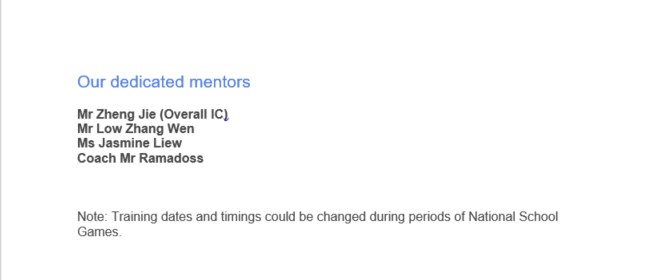 Our dedicated mentors
Mr Zheng Jie (Overall IC)
Mr Low Zhang Wen
Ms Jasmine Liew
Coach Mr Ramadoss
Note: Training dates and timings could be changed during periods of National School
Games.